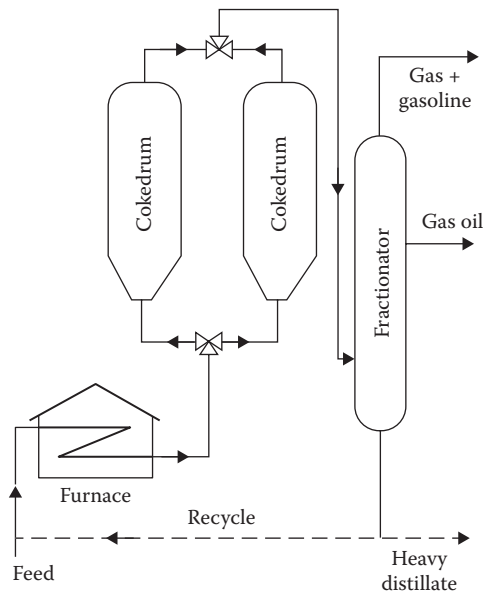 Cokedrum
Cokedrum
Gas +
gasoline
Gas oil
Fractionator
Furnace
Recycle
Feed
Heavy
distillate